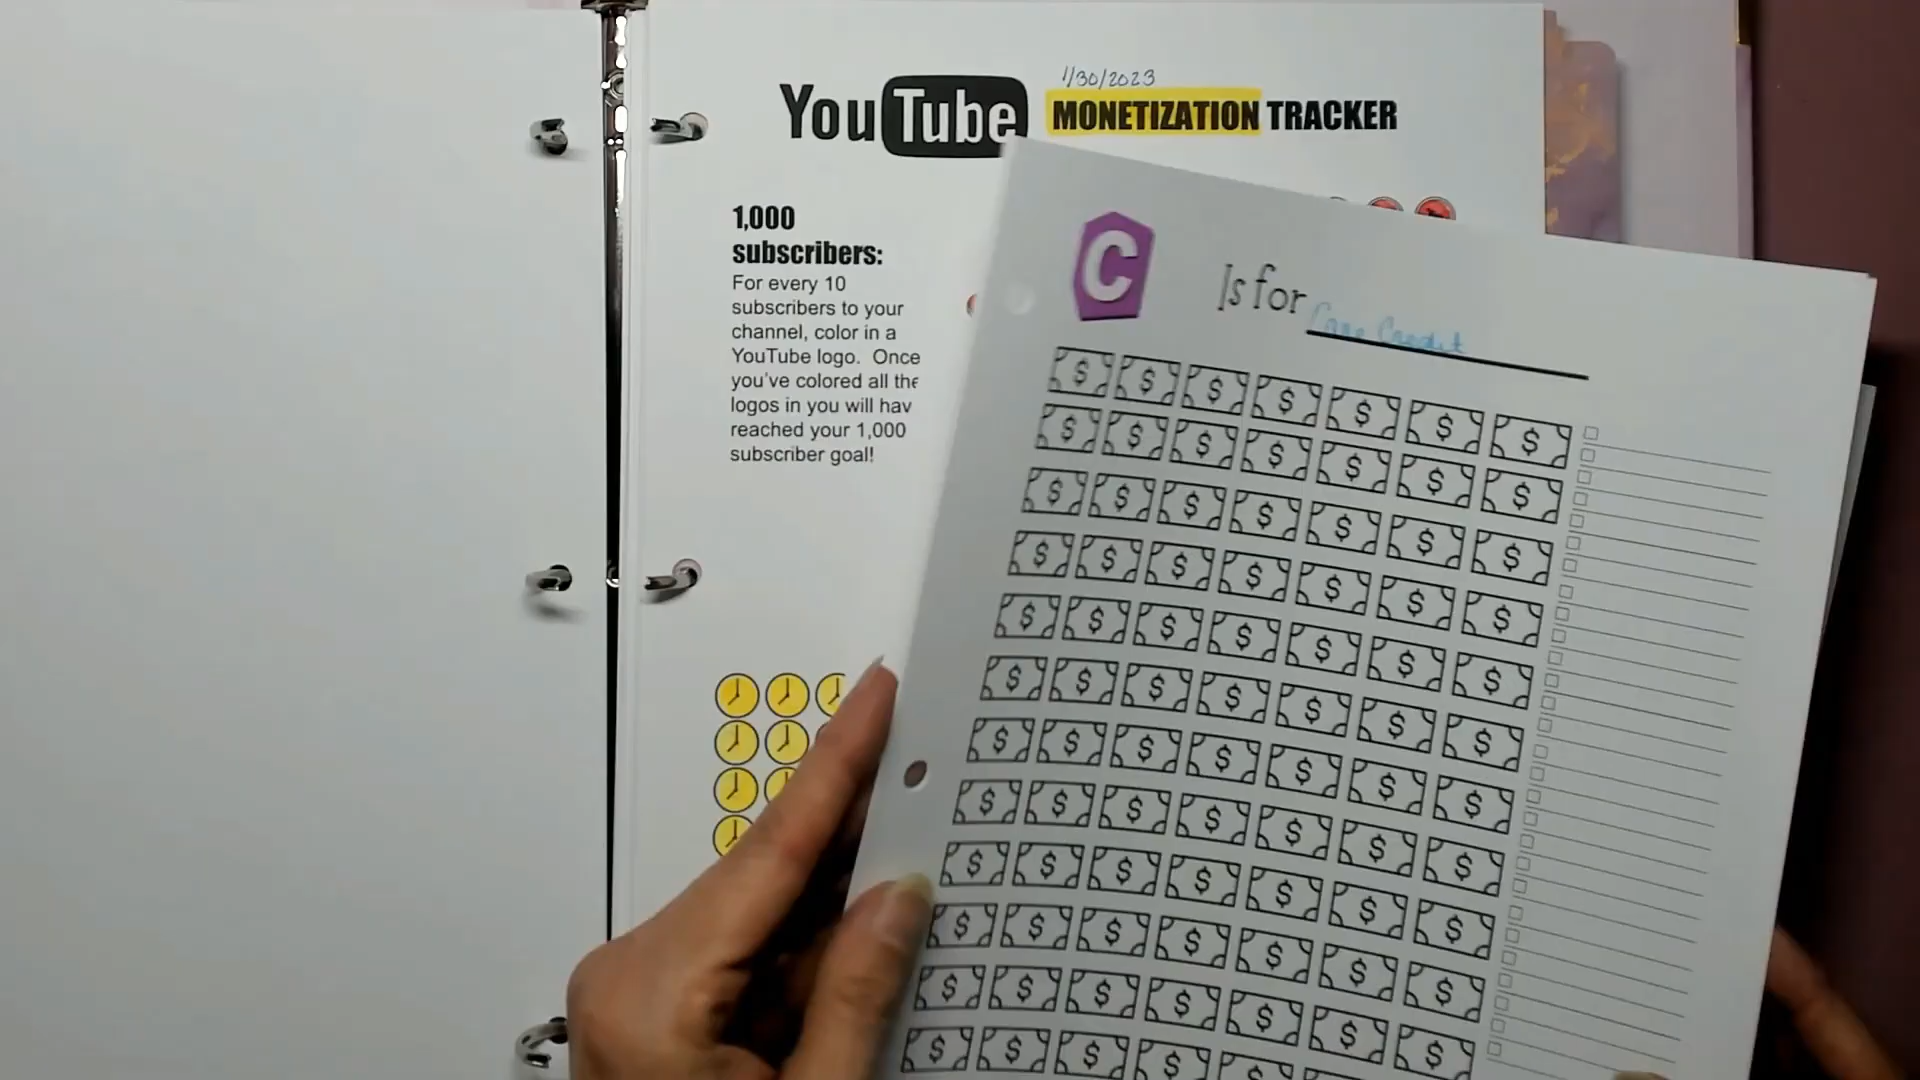 1/30/2023
YouTube MONETIZATION TRACKER
1,000
subscribers:
For every 10
subscribers to your
channel, color in a
YouTube logo. Once
you've colored all the
logos in you will hav
reached your 1,000
subscriber goal!
C Is for Care Credit